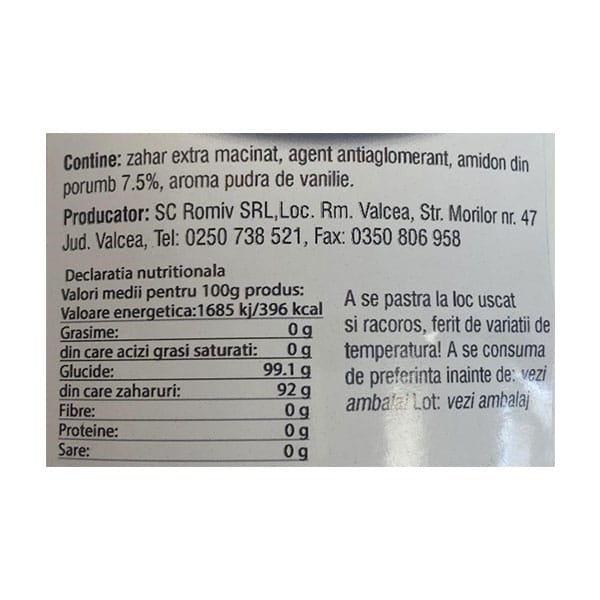 Contine: zahar extra macinat, agent antiaglomerant, amidon din
porumb 7.5%, aroma pudra de vanilie.
Producator: SC Romiv SRL,Loc. Rm. Valcea, Str. Morilor nr. 47
Jud. Valcea, Tel: 0250 738 521, Fax: 0350 806 958
Declaratia nutritionala
Valori medii pentru 100g produs:
Valoare energetica:1685 kj/396 kcal
Grasime: 0 g
din care acizi grasi saturati: 0 g
Glucide: 99.1 g
din care zaharuri: 92 g
Fibre: 0 g
Proteine: 0 g
Sare: 0 g
A se pastra la loc uscat
si racoros, ferit de variatii de
temperatura! A se consuma
de preferinta inainte de: vezi
ambalaj Lot: vezi ambalaj